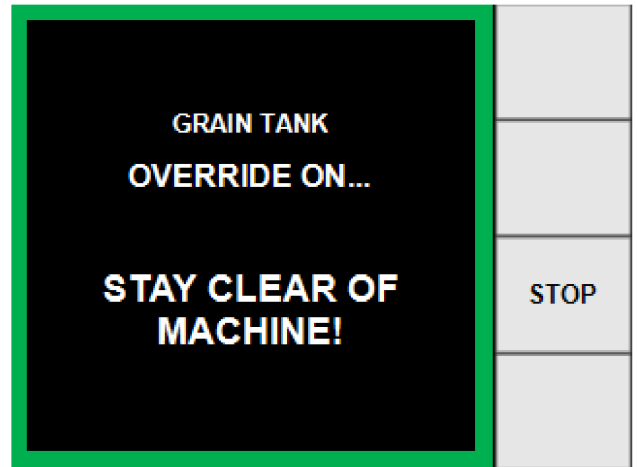 GRAIN TANK
OVERRIDE ON...
STAY CLEAR OF
MACHINE!
STOP